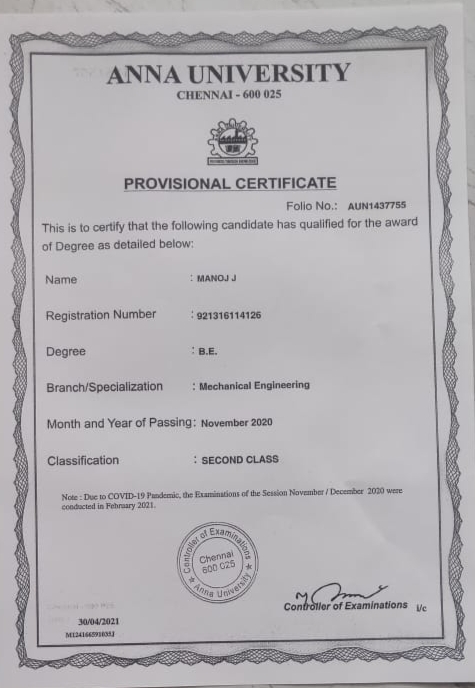 ANNA UNIVERSITY
CHENNAI - 600 025
PROVISIONAL CERTIFICATE
Folio No.: AUN1437755
This is to certify that the following candidate has qualified for the award
of Degree as detailed below:
Name : MANOJ J
Registration Number : 921316114126
Degree : B.E.
Branch/Specialization : Mechanical Engineering
Month and Year of Passing: November 2020
Classification : SECOND CLASS
Note : Due to COVID-19 Pandemic, the Examinations of the Session November / December 2020 were
conducted in February 2021.
Controller of Examinations
Chennai
600 025
Anna University
Controller of Examinations i/c
30/04/2021